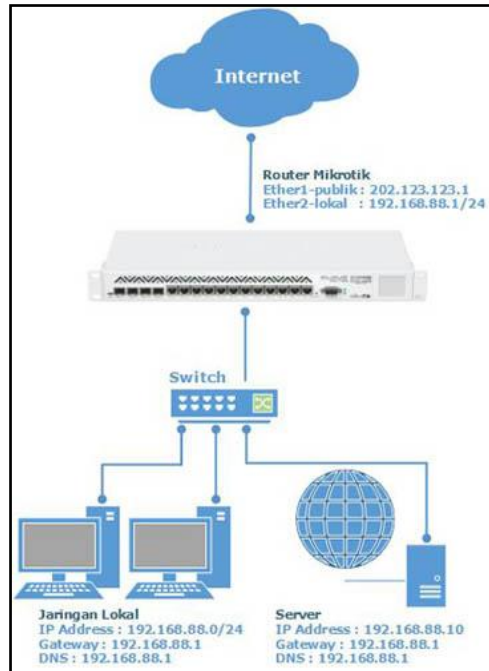 Internet
Router Mikrotik
Ether1-publik : 202.123.123.1
Ether2-lokal : 192.168.88.1/24
Switch
Jaringan Lokal
IP Address : 192.168.88.0/24
Gateway : 192.168.88.1
DNS : 192.168.88.1
Server
IP Address : 192.168.88.10
Gateway : 192.168.88.1
DNS : 192.168.88.1